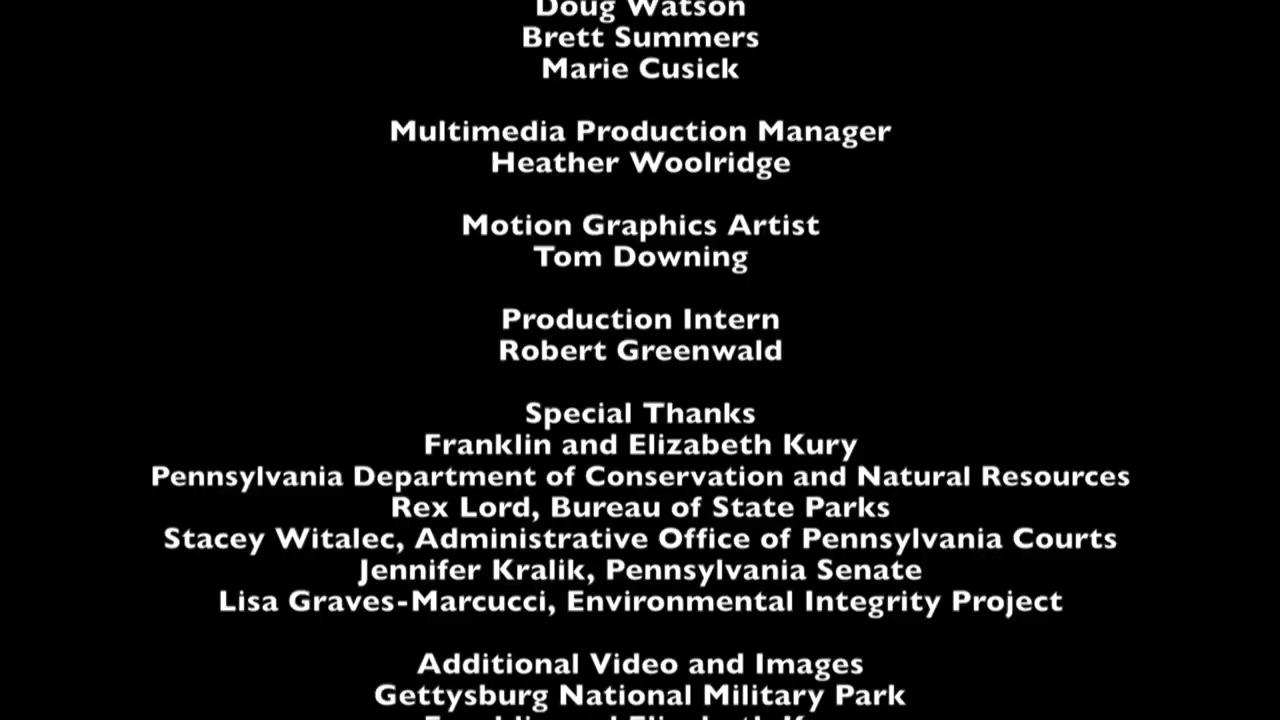 Doug Watson
Brett Summers
Marie Cusick
Multimedia Production Manager
Heather Woolridge
Motion Graphics Artist
Tom Downing
Production Intern
Robert Greenwald
Special Thanks
Franklin and Elizabeth Kury
Pennsylvania Department of Conservation and Natural Resources
Rex Lord, Bureau of State Parks
Stacey Witalec, Administrative Office of Pennsylvania Courts
Jennifer Kralik, Pennsylvania Senate
Lisa Graves-Marcucci, Environmental Integrity Project
Additional Video and Images
Gettysburg National Military Park